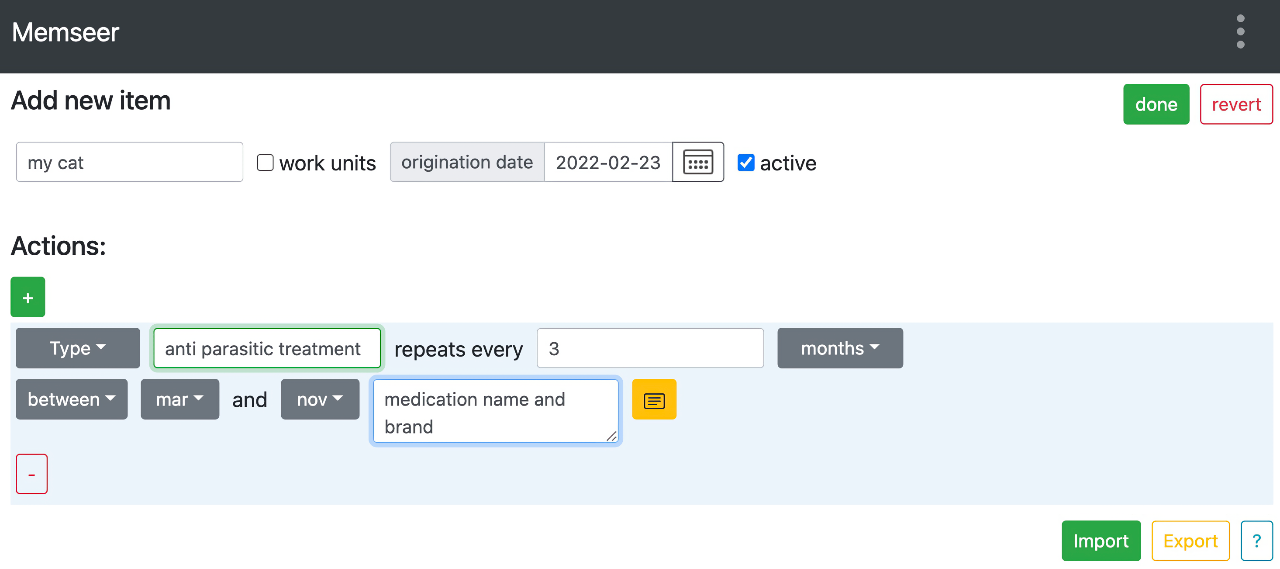 Memseer
Add new item
done revert
my cat work units origination date 2022-02-23 active
Actions:
+
Type anti parasitic treatment repeats every 3 months
between mar and nov medication name and
brand
-
Import Export ?